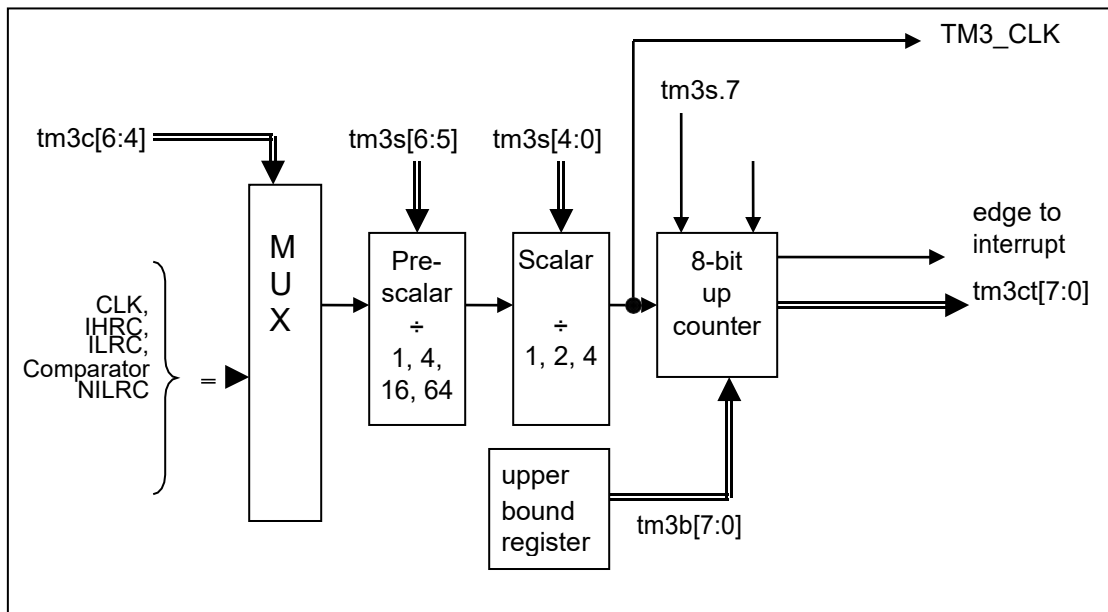 TM3_CLK
tm3s.7
tm3c[6:4]
tm3s[6:5]
tm3s[4:0]
M
U
X
CLK,
IHRC,
ILRC,
Comparator
NILRC
=
Pre-
scalar
÷
1, 4,
16, 64
Scalar
÷
1, 2, 4
8-bit
up
counter
edge to
interrupt
tm3ct[7:0]
upper
bound
register
tm3b[7:0]